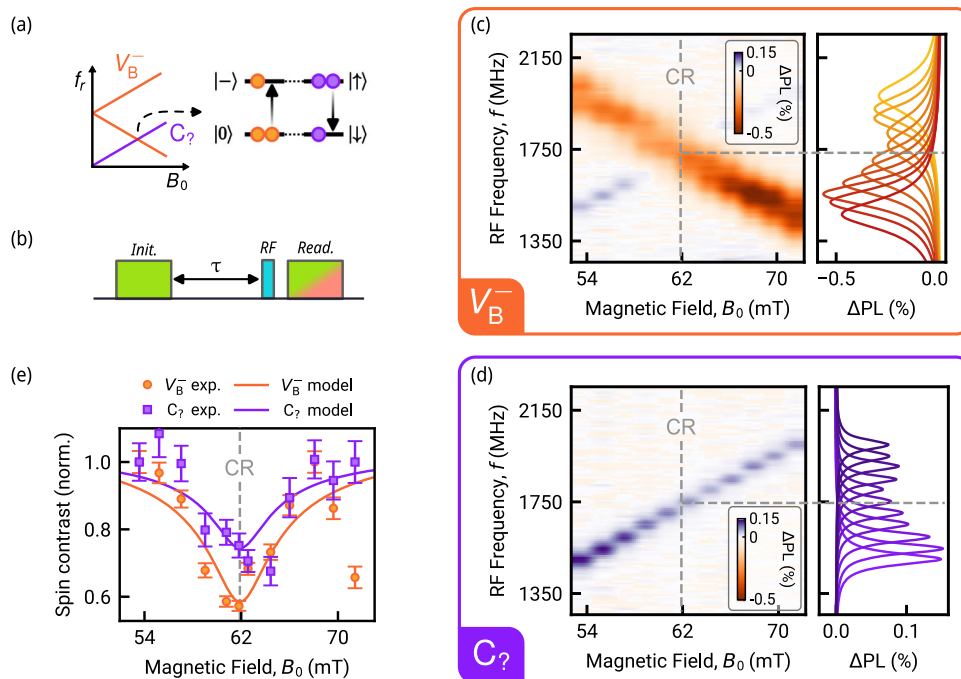 (a)
f_r
V_B^-
C_?
B_0
|−⟩
|↑⟩
|0⟩
|↓⟩
(b)
Init.
τ
RF
Read.
(c)
2150
1750
1350
RF Frequency, f (MHz)
CR
0.15
0
-0.5
ΔPL (%)
54
62
70
Magnetic Field, B_0 (mT)
−0.5
0.0
ΔPL (%)
V_B^-
(d)
2150
1750
1350
RF Frequency, f (MHz)
CR
0.15
0
-0.5
ΔPL (%)
54
62
70
Magnetic Field, B_0 (mT)
0.0
0.1
ΔPL (%)
C_?
(e)
V_B^- exp.
V_B^- model
C_? exp.
C_? model
Spin contrast (norm.)
1.0
0.8
0.6
CR
54
62
70
Magnetic Field, B_0 (mT)